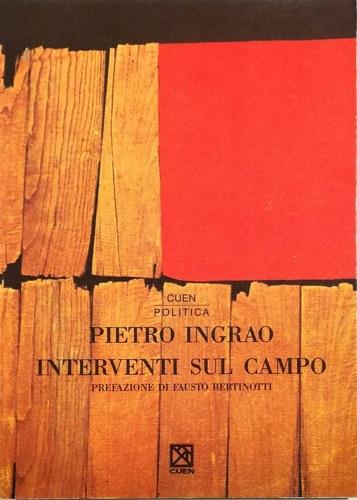 CUEN
POLITICA
PIETRO INGRAO
INTERVENTI SUL CAMPO
PREFAZIONE DI FAUSTO BERTINOTTI
CUEN